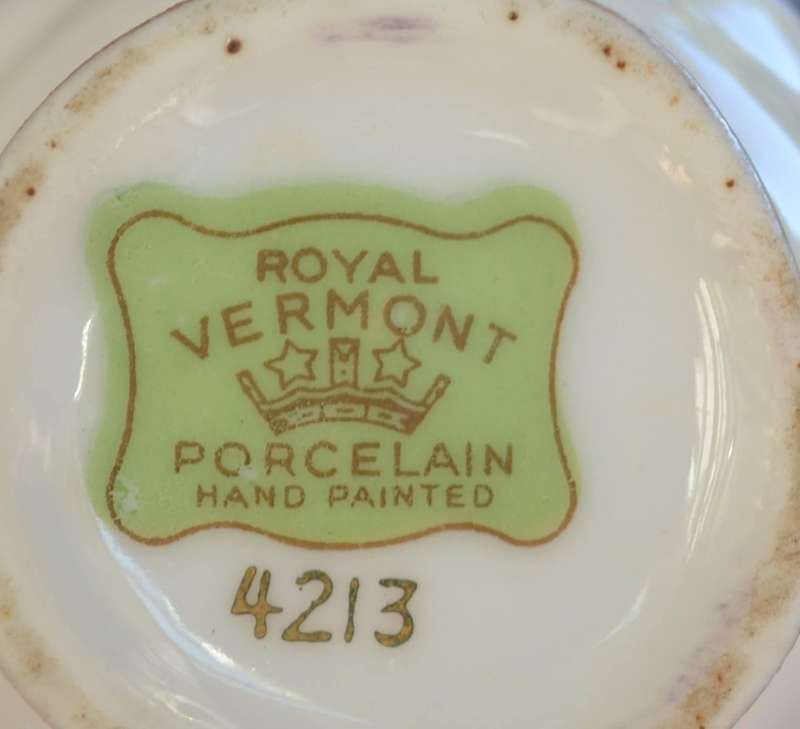 ROYAL
VERMONT
PORCELAIN
HAND PAINTED
4213